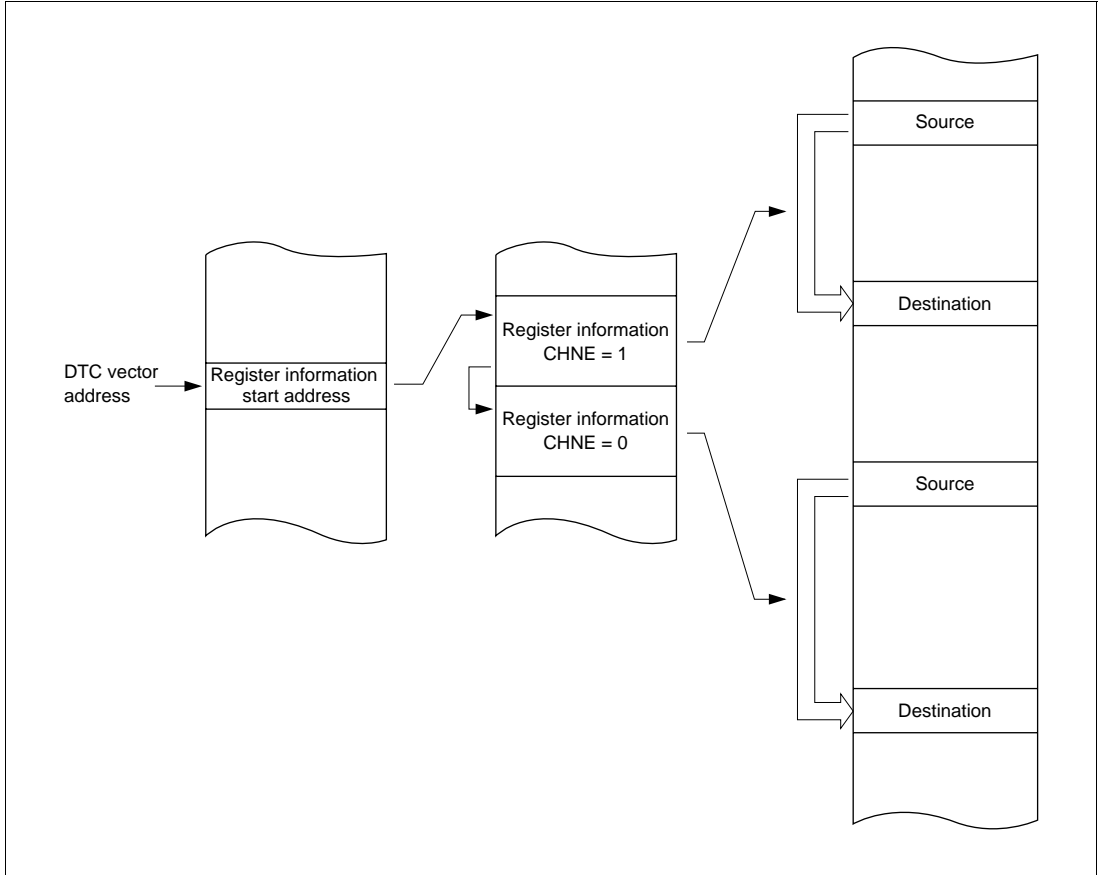 DTC vector
address
Register information
start address
Register information
CHNE = 1
Register information
CHNE = 0
Source
Destination
Source
Destination